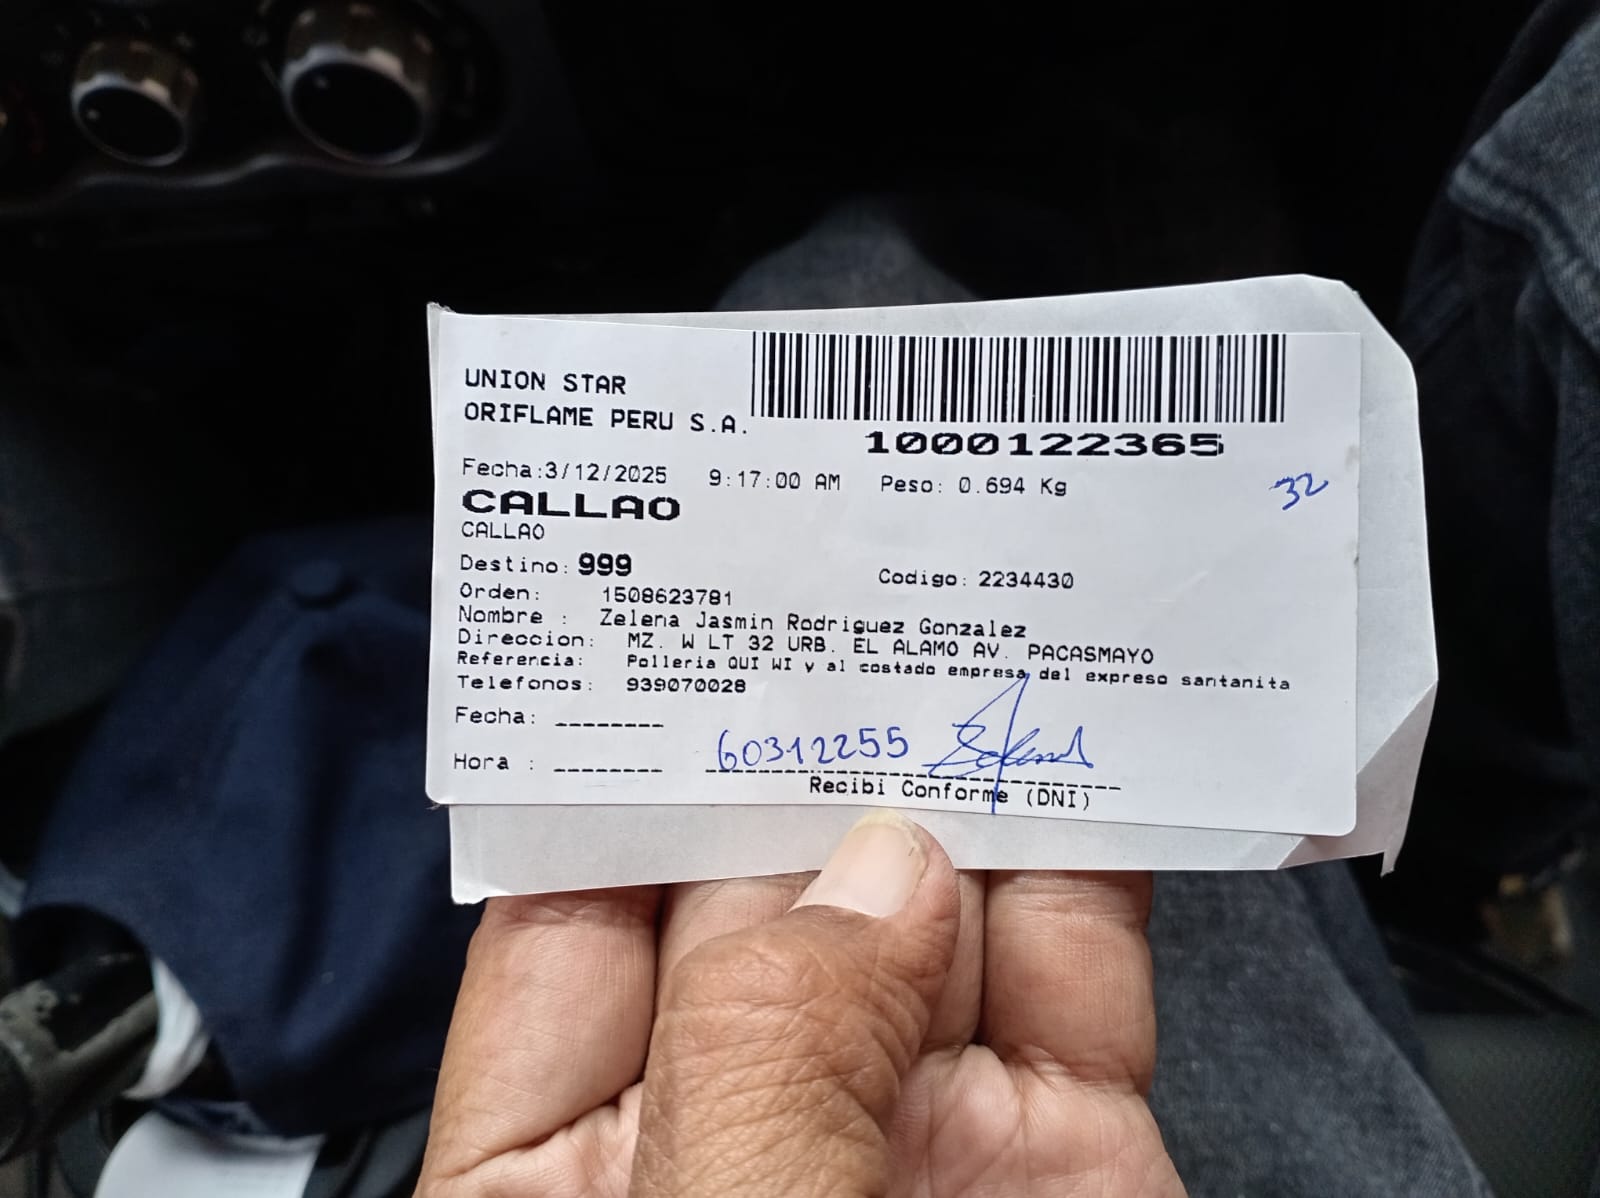 UNION STAR
ORIFLAME PERU S.A.
1000122365
Fecha:3/12/2025 9:17:00 AM Peso: 0.694 Kg
32
CALLAO
CALLAO
Destino: 999 Codigo: 2234430
Orden: 1508623781
Nombre : Zelena Jasmin Rodriguez Gonzalez
Direccion: MZ. W LT 32 URB. EL ALAMO AV. PACASMAYO
Referencia: Polleria QUI WI y al costado empresa del expreso santanita
Telefonos: 939070028
Fecha: ________
Hora : ________ 60312255
Recibi Conforme (DNI)